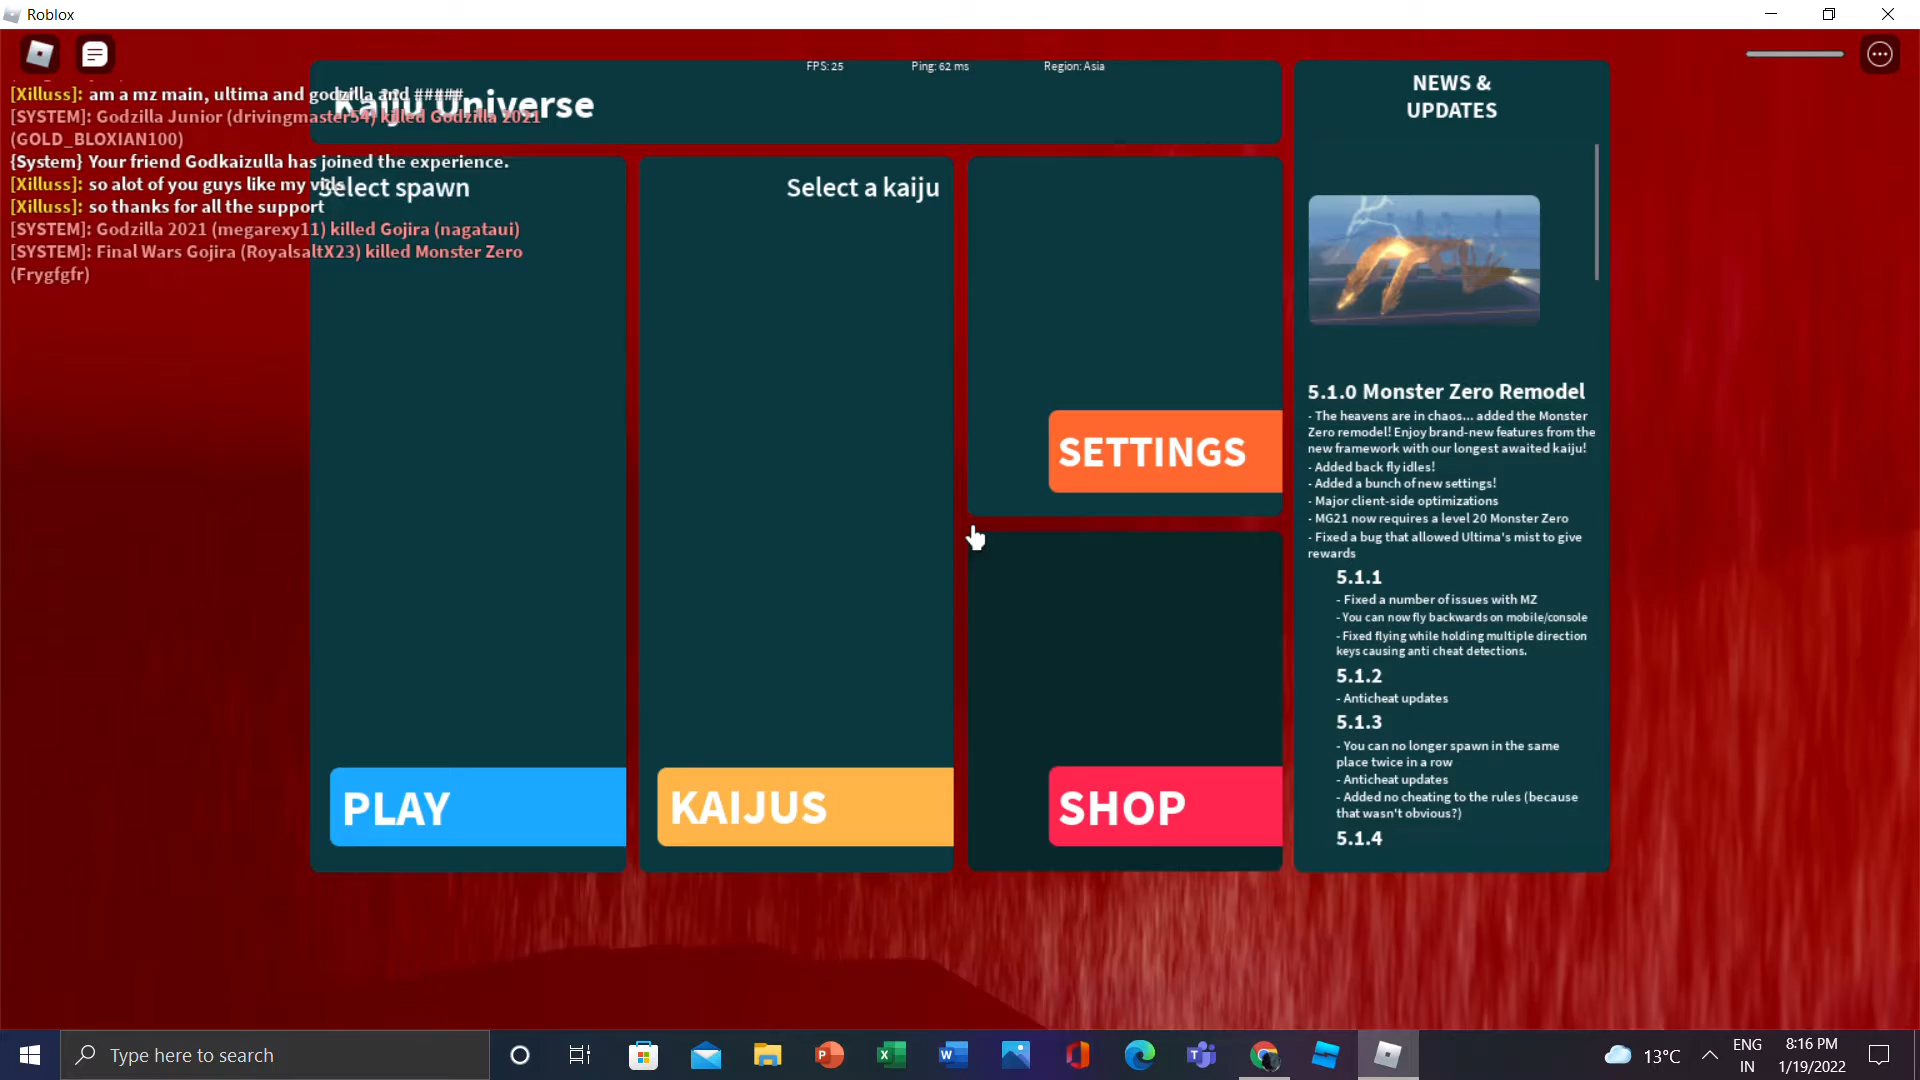 Roblox
FPS: 25
Ping: 62 ms
Region: Asia
[Xilluss]: am a mz main, ultima and godzilla and #####
Kaiju Universe
[SYSTEM]: Godzilla Junior (drivingmaster54) killed Godzilla 2021
(GOLD_BLOXIAN100)
{System} Your friend Godkaizulla has joined the experience.
[Xilluss]: so alot of you guys like my vids
Select spawn
[Xilluss]: so thanks for all the support
[SYSTEM]: Godzilla 2021 (megarexy11) killed Gojira (nagataui)
[SYSTEM]: Final Wars Gojira (RoyalsaltX23) killed Monster Zero
(Frygfgfr)
Select a kaiju
PLAY
KAIJUS
SETTINGS
SHOP
NEWS &
UPDATES
5.1.0 Monster Zero Remodel
- The heavens are in chaos... added the Monster
Zero remodel! Enjoy brand-new features from the
new framework with our longest awaited kaiju!
- Added back fly idles!
- Added a bunch of new settings!
- Major client-side optimizations
- MG21 now requires a level 20 Monster Zero
- Fixed a bug that allowed Ultima's mist to give
rewards
5.1.1
- Fixed a number of issues with MZ
- You can now fly backwards on mobile/console
- Fixed flying while holding multiple direction
keys causing anti cheat detections.
5.1.2
- Anticheat updates
5.1.3
- You can no longer spawn in the same
place twice in a row
- Anticheat updates
- Added no cheating to the rules (because
that wasn't obvious?)
5.1.4
Type here to search
13°C
ENG
IN
8:16 PM
1/19/2022